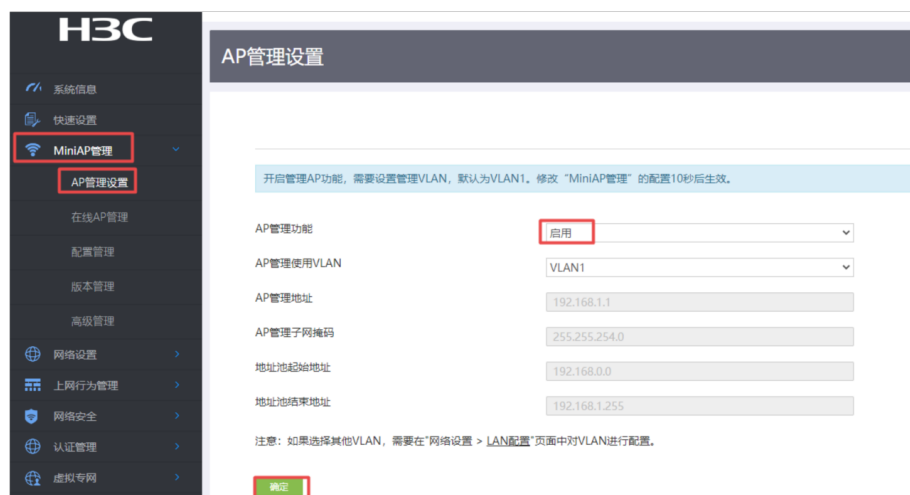 H3C
系统信息
快速设置
MiniAP管理
AP管理设置
在线AP管理
配置管理
版本管理
高级管理
网络设置
上网行为管理
网络安全
认证管理
虚拟专网
AP管理设置
开启管理AP功能，需要设置管理VLAN，默认为VLAN1。修改“MiniAP管理”的配置10秒后生效。
AP管理功能 启用
AP管理使用VLAN VLAN1
AP管理地址 192.168.1.1
AP管理子网掩码 255.255.254.0
地址池起始地址 192.168.0.0
地址池结束地址 192.168.1.255
注意：如果选择其他VLAN，需要在"网络设置 > LAN配置"页面中对VLAN进行配置。
确定